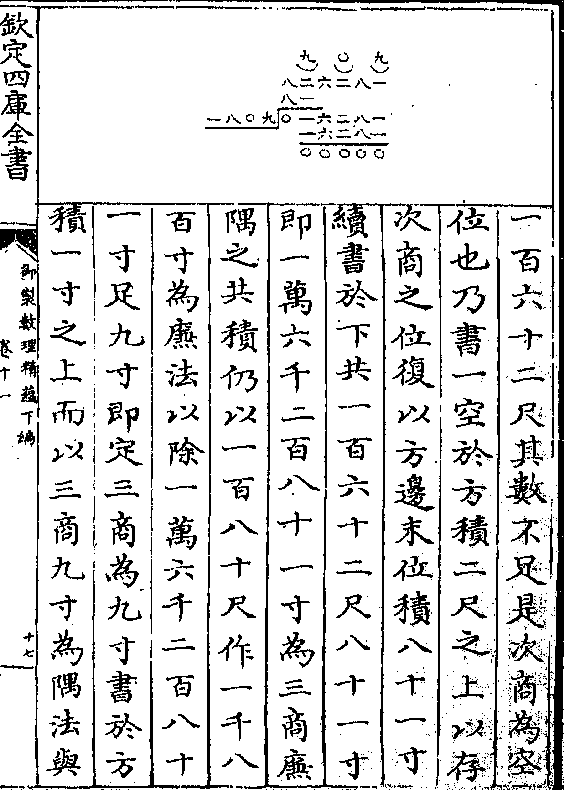 九〇九
八二六二八一
八一
一八〇九〇一六二八一
一六二八一
〇〇〇〇〇
一百六十二尺其數不足是次商為空
位也乃書一空於方積二尺之上以存
次商之位復以方邊末位積八十一寸
續書於下共一百六十二尺八十一寸
即一萬六千二百八十一寸為三商廉
隅之共積仍以一百八十尺作一千八
百寸為廉法以除一萬六千二百八十
一寸足九寸即定三商為九寸書於方
積一寸之上而以三商九寸為隅法與
欽定四庫全書
御製數理精蘊下編
卷十一
十七